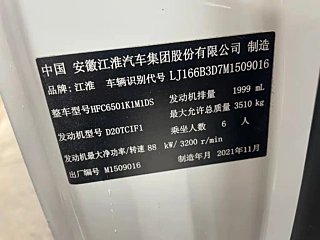 中国 安徽江淮汽车集团股份有限公司 制造
品牌:江淮 车辆识别代号 LJ166B3D7M1509016
整车型号HFC6501K1M1DS 发动机排量 1999 mL
发动机型号 D20TCIF1 最大允许总质量 3510 kg
发动机最大净功率/转速 88 kW/ 3200 r/min 乘坐人数 6 人
出厂编号 M1509016 制造年月 2021年11月